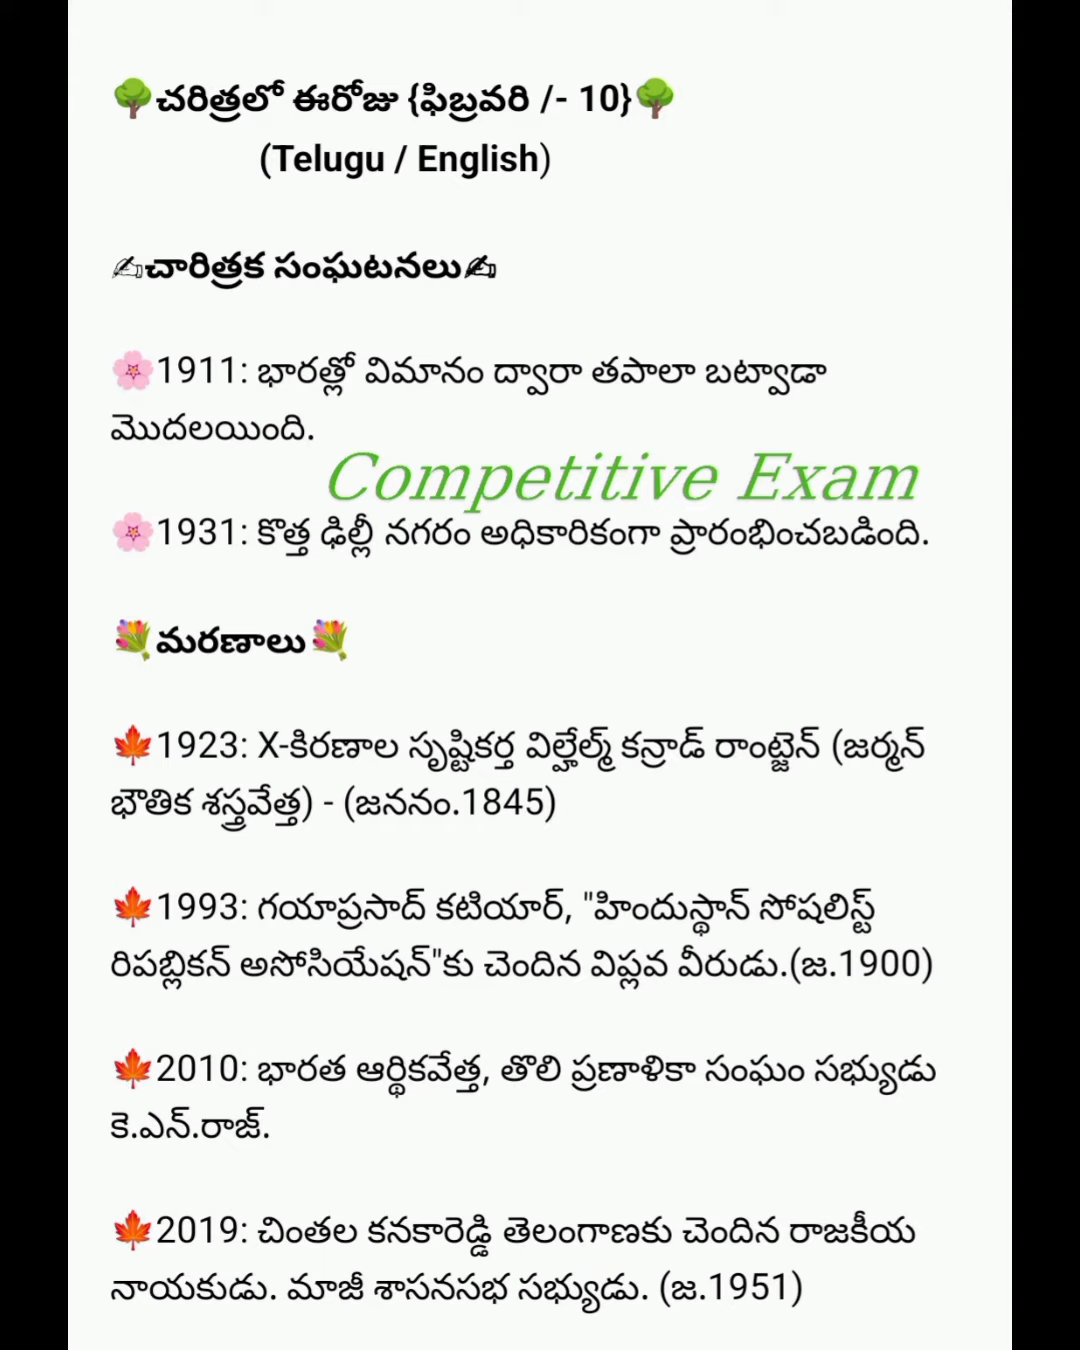 🌳చరిత్రలో ఈరోజు {ఫిబ్రవరి /- 10}🌳
(Telugu / English)
✍చారిత్రక సంఘటనలు✍
🌸1911: భారత్లో విమానం ద్వారా తపాలా బట్వాడా
మొదలయింది.
Competitive Exam
🌸1931: కొత్త ఢిల్లీ నగరం అధికారికంగా ప్రారంభించబడింది.
💐మరణాలు💐
🍁1923: X-కిరణాల సృష్టికర్త విల్హేల్మ్ కన్రాడ్ రాంట్జెన్ (జర్మన్
భౌతిక శస్త్రవేత్త) - (జననం.1845)
🍁1993: గయాప్రసాద్ కటియార్, "హిందుస్థాన్ సోషలిస్ట్
రిపబ్లికన్ అసోసియేషన్"కు చెందిన విప్లవ వీరుడు.(జ.1900)
🍁2010: భారత ఆర్థికవేత్త, తొలి ప్రణాళికా సంఘం సభ్యుడు
కె.ఎన్.రాజ్.
🍁2019: చింతల కనకారెడ్డి తెలంగాణకు చెందిన రాజకీయ
నాయకుడు. మాజీ శాసనసభ సభ్యుడు. (జ.1951)